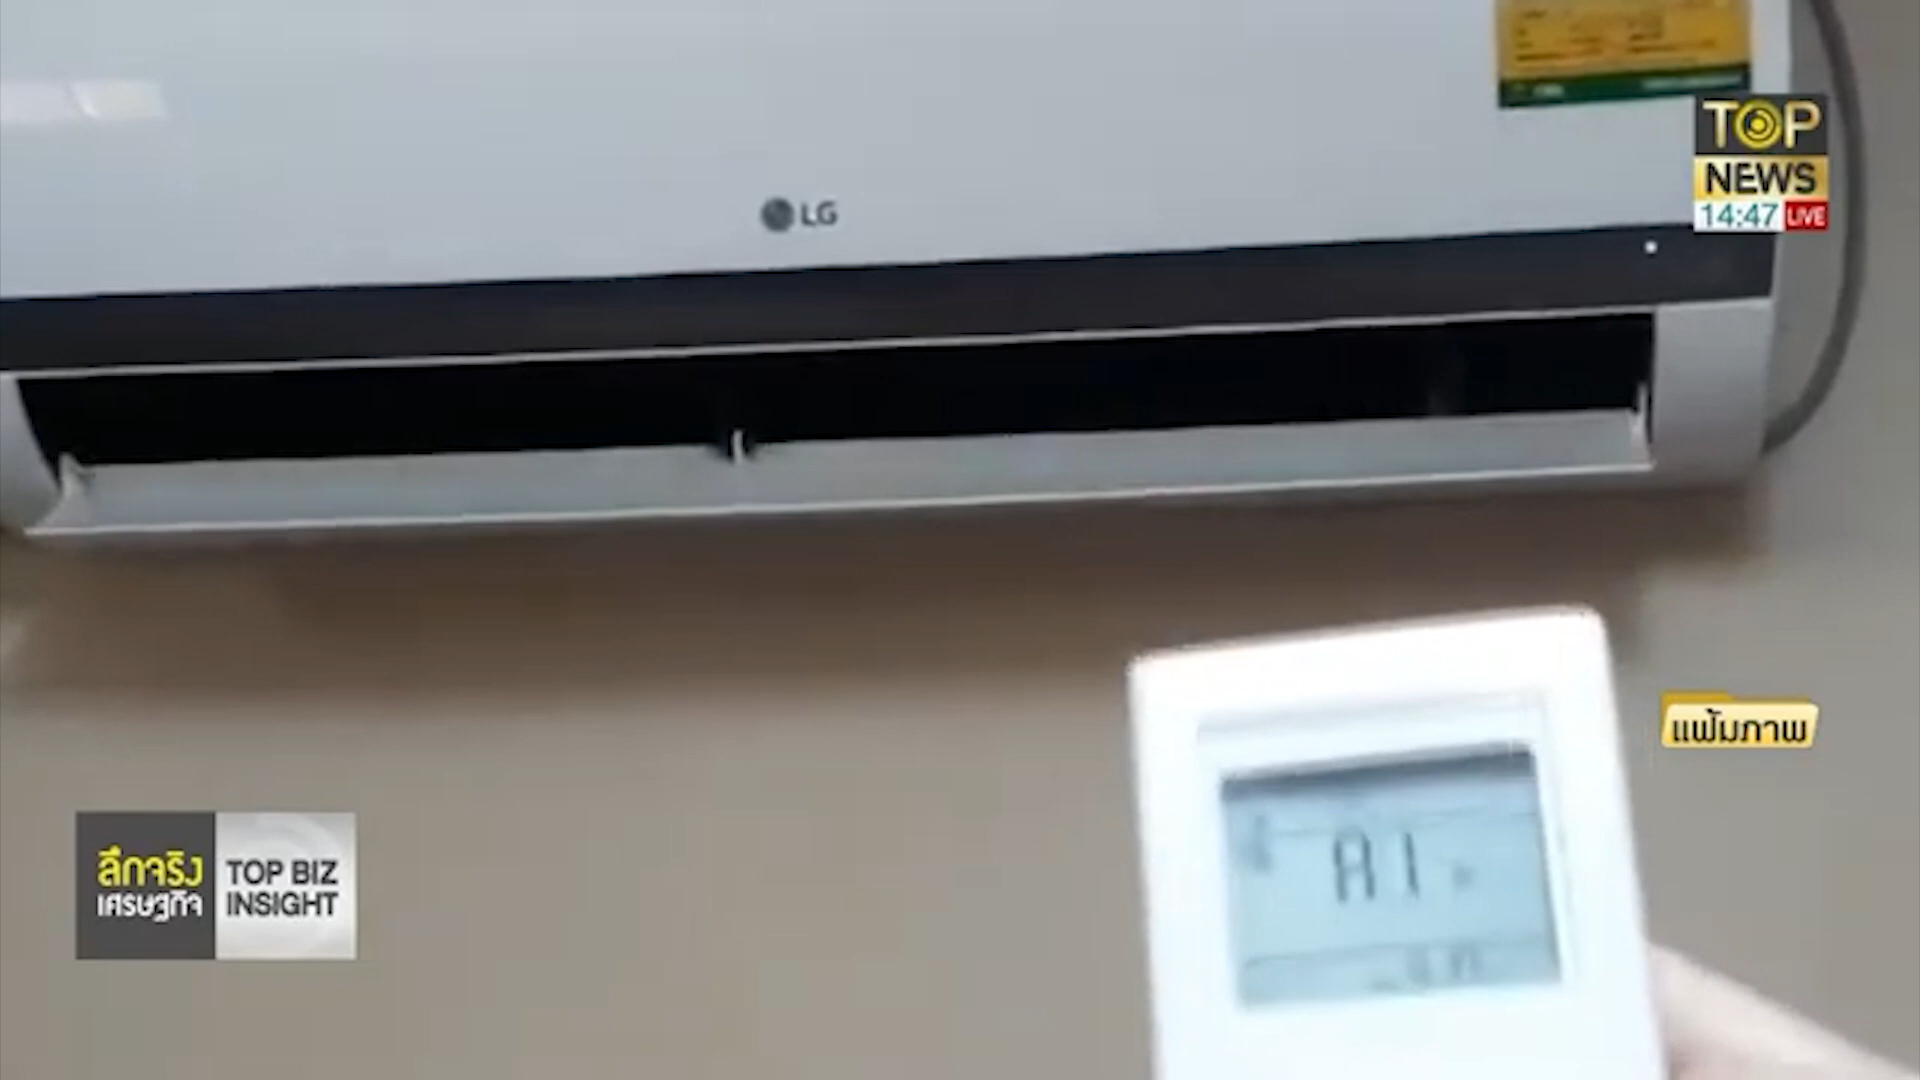 TOP
NEWS
14:47 LIVE
LG
AI
แฟ้มภาพ
ลึกจริง
เศรษฐกิจ
TOP BIZ
INSIGHT